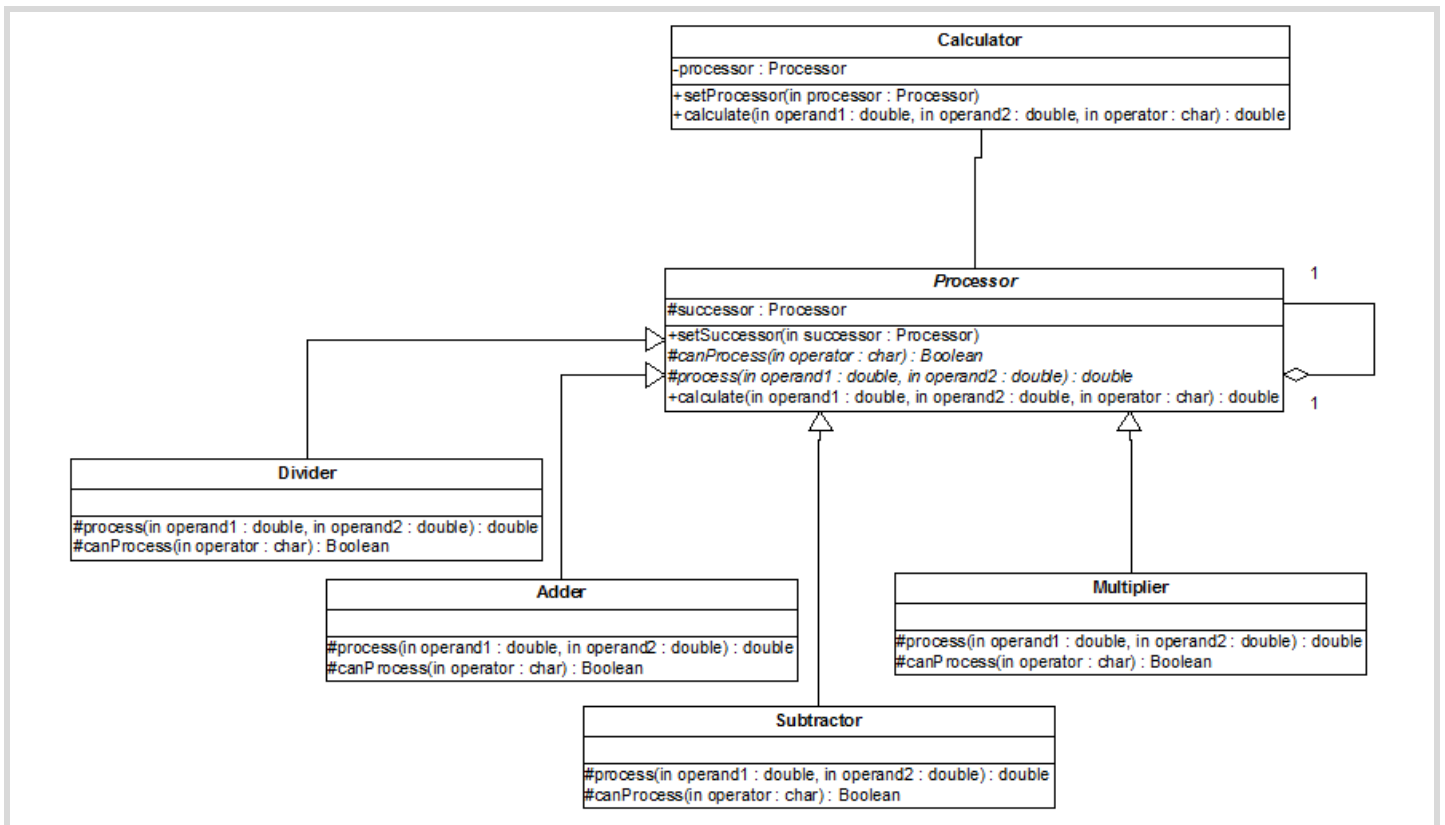 Calculator
-processor : Processor
+setProcessor(in processor : Processor)
+calculate(in operand1 : double, in operand2 : double, in operator : char) : double
Processor
1
#successor : Processor
+setSuccessor(in successor : Processor)
#canProcess(in operator : char) : Boolean
#process(in operand1 : double, in operand2 : double) : double
+calculate(in operand1 : double, in operand2 : double, in operator : char) : double
1
Divider
#process(in operand1 : double, in operand2 : double) : double
#canProcess(in operator : char) : Boolean
Adder
#process(in operand1 : double, in operand2 : double) : double
#canProcess(in operator : char) : Boolean
Multiplier
#process(in operand1 : double, in operand2 : double) : double
#canProcess(in operator : char) : Boolean
Subtractor
#process(in operand1 : double, in operand2 : double) : double
#canProcess(in operator : char) : Boolean